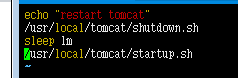 echo "restart tomcat"
/usr/local/tomcat/shutdown.sh
sleep 1m
/usr/local/tomcat/startup.sh
~